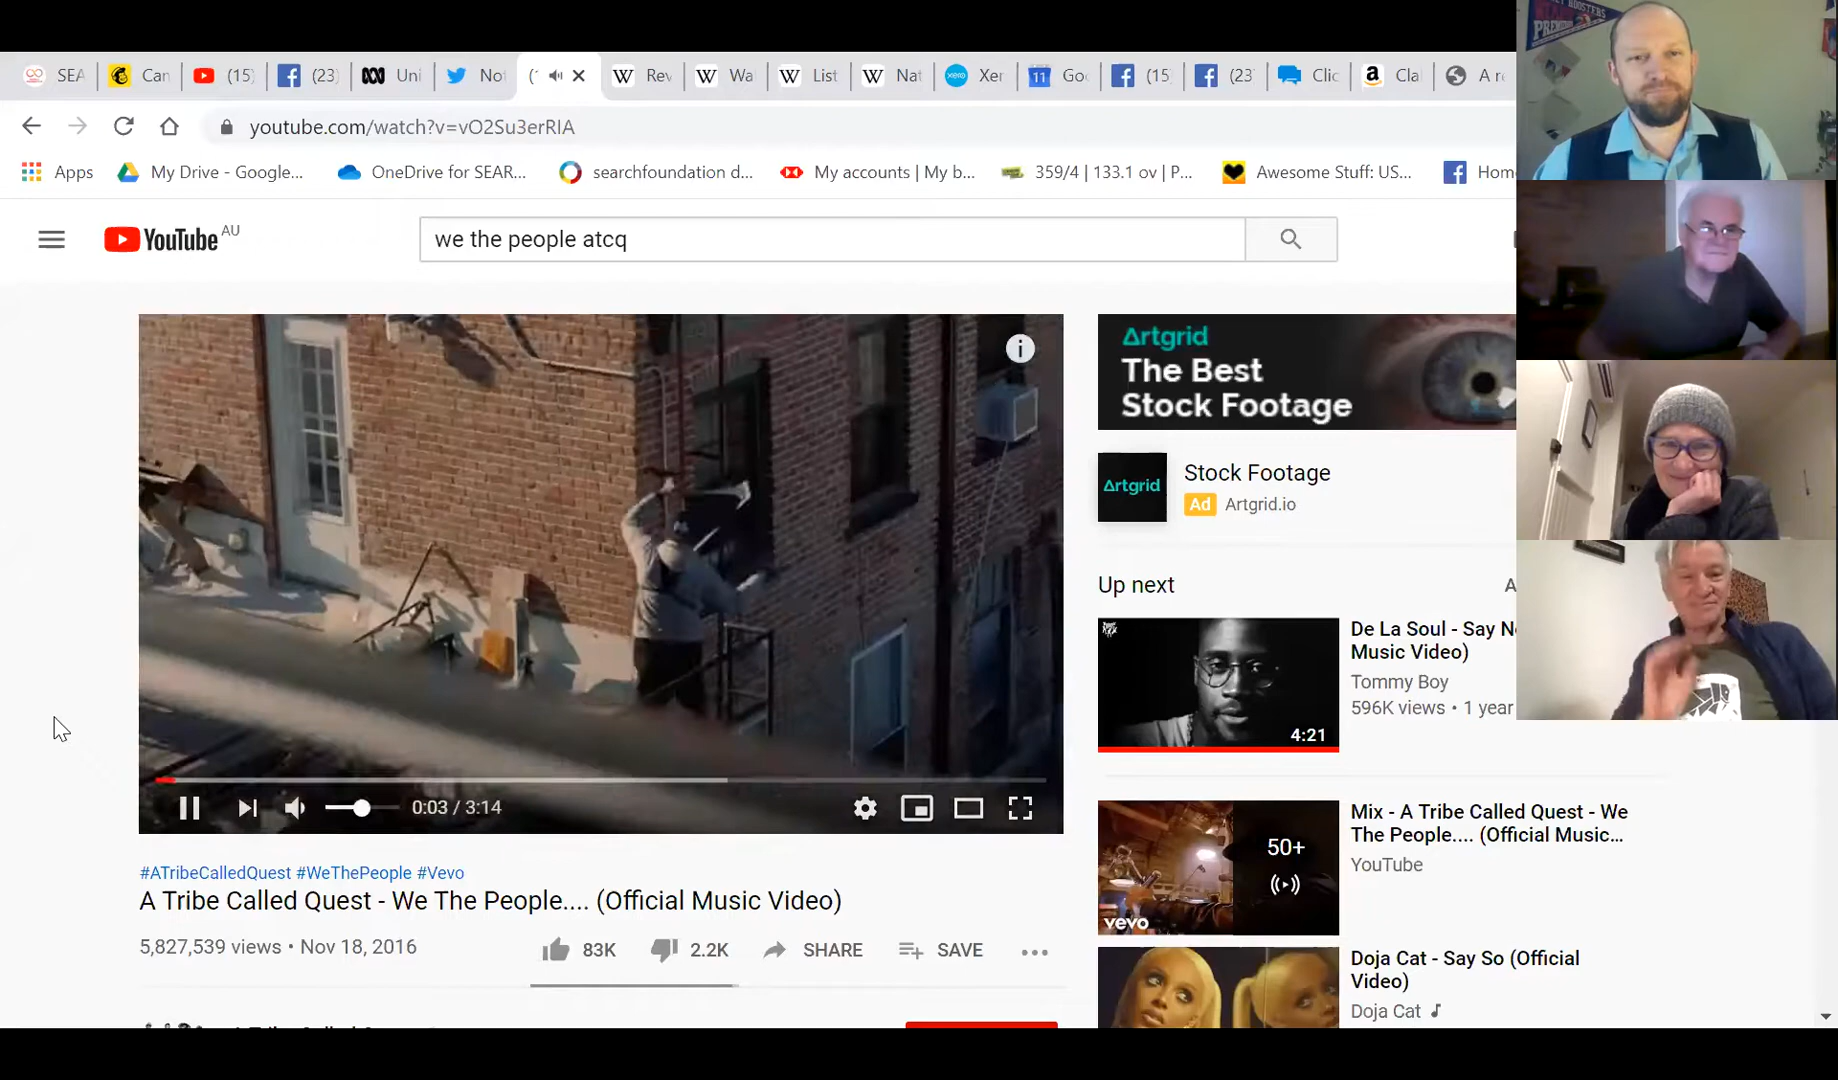 SEA
Can
(15)
(23)
Uni
Not
Rev
Wa
List
Nat
Xer
11
Go
(15)
(23
Clic
Cla
A re
youtube.com/watch?v=vO2Su3erRIA
Apps
My Drive - Google...
OneDrive for SEAR...
searchfoundation d...
My accounts | My b...
359/4 | 133.1 ov | P...
Awesome Stuff: US...
Hom
YouTube AU
we the people atcq
BOOSTERS
Artgrid
The Best
Stock Footage
Artgrid
Stock Footage
Ad Artgrid.io
Up next
A
De La Soul - Say N
Music Video)
Tommy Boy
596K views • 1 year
4:21
0:03 / 3:14
Mix - A Tribe Called Quest - We
The People.... (Official Music...
YouTube
50+
vevo
#ATribeCalledQuest #WeThePeople #Vevo
A Tribe Called Quest - We The People.... (Official Music Video)
5,827,539 views • Nov 18, 2016
83K
2.2K
SHARE
SAVE
Doja Cat - Say So (Official
Video)
Doja Cat